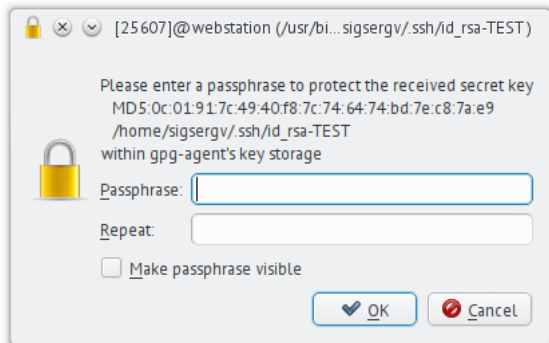 [25607]@webstation (/usr/bi...sigsergv/.ssh/id_rsa-TEST)
Please enter a passphrase to protect the received secret key
MD5:0c:01:91:7c:49:40:f8:7c:74:64:74:bd:7e:c8:7a:e9
/home/sigsergv/.ssh/id_rsa-TEST
within gpg-agent's key storage
Passphrase:
Repeat:
Make passphrase visible
OK
Cancel